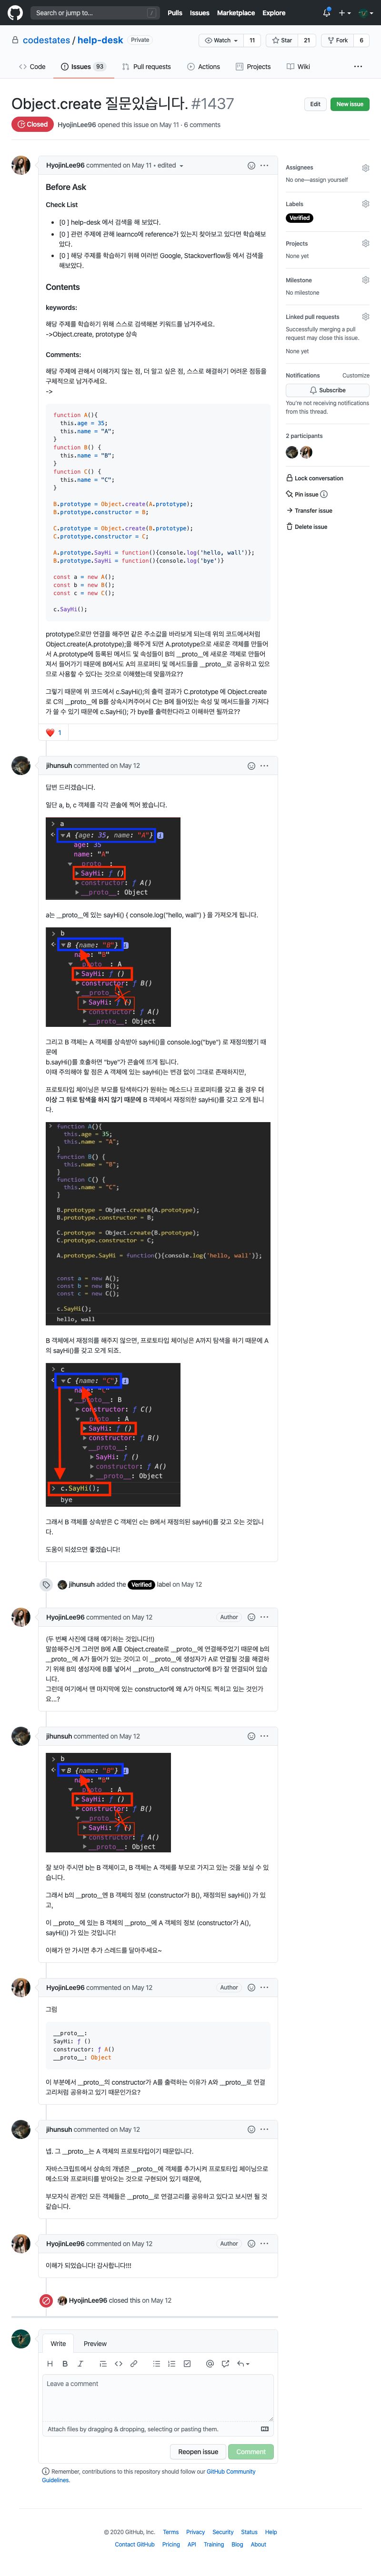 Search or jump to...
/
Pulls Issues Marketplace Explore
codestates / help-desk Private
Watch 11 Star 21 Fork 6
Code Issues 93 Pull requests Actions Projects Wiki
Object.create 질문있습니다. #1437
Edit New issue
Closed HyojinLee96 opened this issue on May 11 · 6 comments
HyojinLee96 commented on May 11 • edited
Before Ask
Check List
[0 ] help-desk 에서 검색을 해 보았다.
[0 ] 관련 주제에 관해 learnco에 reference가 있는지 찾아보고 있다면 학습해보
았다.
[0 ] 해당 주제를 학습하기 위해 여러번 Google, Stackoverflow등 에서 검색을
해보았다.
Contents
keywords:
해당 주제를 학습하기 위해 스스로 검색해본 키워드를 남겨주세요.
->Object.create, prototype 상속
Comments:
해당 주제에 관해서 이해가지 않는 점, 더 알고 싶은 점, 스스로 해결하기 어려운 점등을
구체적으로 남겨주세요.
->
function A(){
this.age = 35;
this.name = "A";
}
function B() {
this.name = "B";
}
function C() {
this.name = "C";
}
B.prototype = Object.create(A.prototype);
B.prototype.constructor = B;
C.prototype = Object.create(B.prototype);
C.prototype.constructor = C;
A.prototype.SayHi = function(){console.log('hello, wall')};
B.prototype.SayHi = function(){console.log('bye')}
const a = new A();
const b = new B();
const c = new C();
c.SayHi();
prototype으로만 연결을 해주면 같은 주소값을 바라보게 되는데 위의 코드에서처럼
Object.create(A.prototype);을 해주게 되면 A.prototype으로 새로운 객체를 만들어
서 A.prototype에 등록된 메서드 및 속성들이 B의 __proto__에 새로운 객체로 만들어
져서 들어가기 때문에 B에서도 A의 프로퍼티 및 메서드들을 __proto__로 공유하고 있으
므로 사용할 수 있다는 것으로 이해했는데 맞을까요??
그렇기 때문에 위 코드에서 c.SayHi();의 출력 결과가 C.prototype 에 Object.create
로 C의 __proto__에 B를 상속시켜주어서 C는 B에 들어있는 속성 및 메서드들을 가져다
가 쓸 수 있기 때문에 c.SayHi(); 가 bye를 출력한다라고 이해하면 될까요??
1
Assignees
No one—assign yourself
Labels
Verified
Projects
None yet
Milestone
No milestone
Linked pull requests
Successfully merging a pull
request may close this issue.
None yet
Notifications Customize
Subscribe
You're not receiving notifications
from this thread.
2 participants
Lock conversation
Pin issue
Transfer issue
Delete issue
jihunsuh commented on May 12
답변 드리겠습니다.
일단 a, b, c 객체를 각각 콘솔에 찍어 봤습니다.
> a
A {age: 35, name: "A"}
age: 35
name: "A"
__proto__:
SayHi: ƒ ()
constructor: ƒ A()
__proto__: Object
a는 __proto__에 있는 sayHi() { console.log("hello, wall") } 를 가져오게 됩니다.
> b
B {name: "B"}
name: "B"
__proto__: A
SayHi: ƒ ()
constructor: ƒ B()
__proto__:
SayHi: ƒ ()
constructor: ƒ A()
__proto__: Object
그리고 B 객체는 A 객체를 상속받아 sayHi()을 console.log("bye") 로 재정의했기 때
문에
b.sayHi()를 호출하면 "bye"가 콘솔에 뜨게 됩니다.
이때 주의해야 할 점은 A 객체에 있는 sayHi()는 변경 없이 그대로 존재하지만,
프로토타입 체이닝은 부모를 탐색하다가 원하는 메소드나 프로퍼티를 갖고 올 경우 더
이상 그 뒤로 탐색을 하지 않기 때문에 B 객체에서 재정의한 sayHi()를 갖고 오게 됩니
다.
> function A(){
this.age = 35;
this.name = "A";
}
function B() {
this.name = "B";
}
function C() {
this.name = "C";
}
B.prototype = Object.create(A.prototype);
B.prototype.constructor = B;
C.prototype = Object.create(B.prototype);
C.prototype.constructor = C;
A.prototype.SayHi = function(){console.log('hello, wall')};
const a = new A();
const b = new B();
const c = new C();
c.SayHi();
hello, wall
B 객체에서 재정의를 해주지 않으면, 프로토타입 체이닝은 A까지 탐색을 하기 때문에 A
의 sayHi()를 갖고 오게 되죠.
> c
C {name: "C"}
name: "C"
__proto__: B
constructor: ƒ C()
__proto__: A
SayHi: ƒ ()
constructor: ƒ B()
__proto__:
SayHi: ƒ ()
constructor: ƒ A()
__proto__: Object
> c.SayHi();
bye
그래서 B 객체를 상속받은 C 객체인 c는 B에서 재정의된 sayHi()를 갖고 오는 것입니
다.
도움이 되셨으면 좋겠습니다!
jihunsuh added the Verified label on May 12
HyojinLee96 commented on May 12 Author
(두 번째 사진에 대해 얘기하는 것입니다!!)
말씀해주신게 그러면 B에 A를 Object.create로 __proto__에 연결해주었기 때문에 b의
__proto__에 A가 들어가 있는 것이고 이 __proto__에 생성자가 A로 연결될 것을 해결하
기 위해 B의 생성자에 B를 넣어서 __proto__A의 constructor에 B가 잘 연결되어 있습
니다.
그런데 여기에서 맨 마지막에 있는 constructor에 왜 A가 아직도 찍히고 있는 것인가
요...?
jihunsuh commented on May 12
> b
B {name: "B"}
name: "B"
__proto__: A
SayHi: ƒ ()
constructor: ƒ B()
__proto__:
SayHi: ƒ ()
constructor: ƒ A()
__proto__: Object
잘 보아 주시면 b는 B 객체이고, B 객체는 A 객체를 부모로 가지고 있는 것을 보실 수 있
습니다.
그래서 b의 __proto__엔 B 객체의 정보 (constructor가 B(), 재정의된 sayHi()) 가 있
고,
이 __proto__에 있는 B 객체의 __proto__에 A 객체의 정보 (constructor가 A(),
sayHi()) 가 있는 것입니다!
이해가 안 가시면 추가 스레드를 달아주세요~
HyojinLee96 commented on May 12 Author
그럼
__proto__:
SayHi: ƒ ()
constructor: ƒ A()
__proto__: Object
이 부분에서 __proto__의 constructor가 A를 출력하는 이유가 A와 __proto__로 연결
고리처럼 공유하고 있기 때문인가요?
jihunsuh commented on May 12
넵. 그 __proto__는 A 객체의 프로토타입이기 때문입니다.
자바스크립트에서 상속의 개념은 __proto__에 객체를 추가시켜 프로토타입 체이닝으로
메소드와 프로퍼티를 받아오는 것으로 구현되어 있기 때문에,
부모자식 관계인 모든 객체들은 __proto__로 연결고리를 공유하고 있다고 보시면 될 것
같습니다.
HyojinLee96 commented on May 12 Author
이해가 되었습니다! 감사합니다!!!
HyojinLee96 closed this on May 12
Write Preview
Leave a comment
Attach files by dragging & dropping, selecting or pasting them.
Reopen issue Comment
Remember, contributions to this repository should follow our GitHub Community
Guidelines.
© 2020 GitHub, Inc. Terms Privacy Security Status Help
Contact GitHub Pricing API Training Blog About